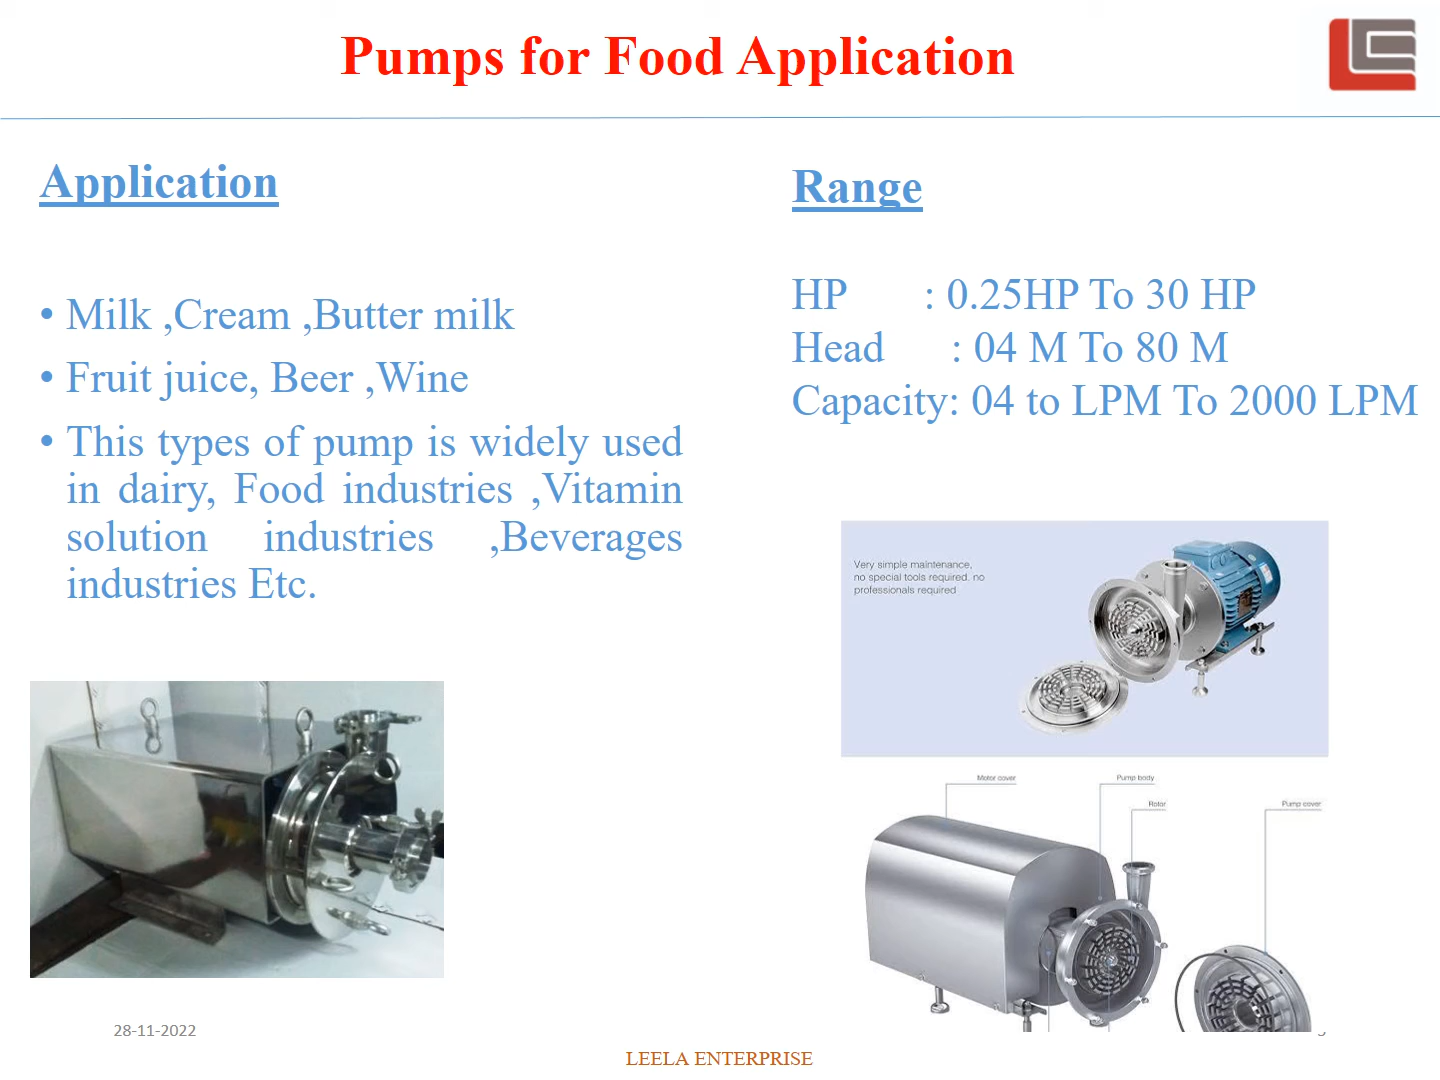 Pumps for Food Application
Application
• Milk ,Cream ,Butter milk
• Fruit juice, Beer ,Wine
• This types of pump is widely used
in dairy, Food industries ,Vitamin
solution industries ,Beverages
industries Etc.
Range
HP : 0.25HP To 30 HP
Head : 04 M To 80 M
Capacity: 04 to LPM To 2000 LPM
Very simple maintenance,
no special tools required. no
professionals required
Motor cover
Pump body
Rotor
Pump cover
28-11-2022
LEELA ENTERPRISE